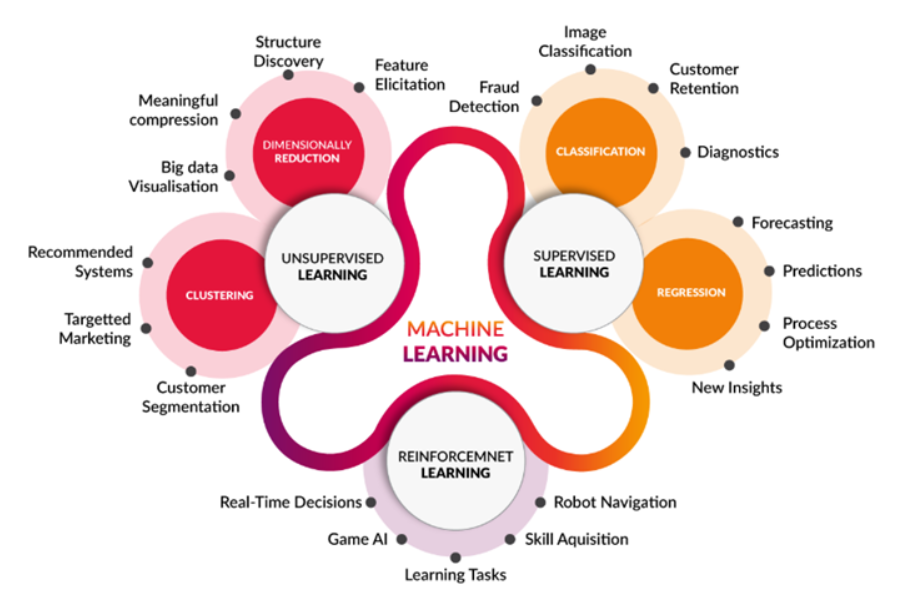 Structure
Discovery
Feature
Elicitation
Meaningful
compression
Big data
Visualisation
DIMENSIONALLY
REDUCTION
Recommended
Systems
Targetted
Marketing
Customer
Segmentation
CLUSTERING
UNSUPERVISED
LEARNING
Image
Classification
Fraud
Detection
Customer
Retention
Diagnostics
CLASSIFICATION
SUPERVISED
LEARNING
Forecasting
Predictions
Process
Optimization
New Insights
REGRESSION
MACHINE
LEARNING
REINFORCEMNET
LEARNING
Real-Time Decisions
Game AI
Learning Tasks
Skill Aquisition
Robot Navigation